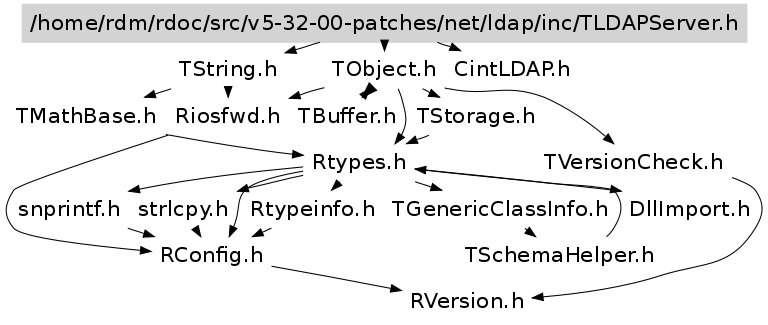 /home/rdm/rdoc/src/v5-32-00-patches/net/ldap/inc/TLDAPServer.h
TString.h TObject.h CintLDAP.h
TMathBase.h Riosfwd.h TBuffer.h TStorage.h
Rtypes.h TVersionCheck.h
snprintf.h strlcpy.h Rtypeinfo.h TGenericClassInfo.h DllImport.h
RConfig.h TSchemaHelper.h
RVersion.h